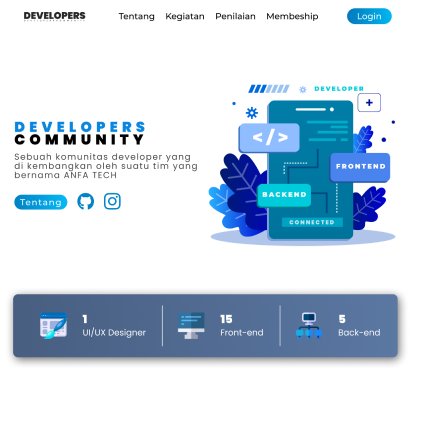 DEVELOPERS
Tentang Kegiatan Penilaian Membeship Login
DEVELOPER
</>
+
FRONTEND
BACKEND
CONNECTED
DEVELOPERS
COMMUNITY
Sebuah komunitas developer yang
di kembangkan oleh suatu tim yang
bernama ANFA TECH
Tentang
1
UI/UX Designer
15
Front-end
5
Back-end